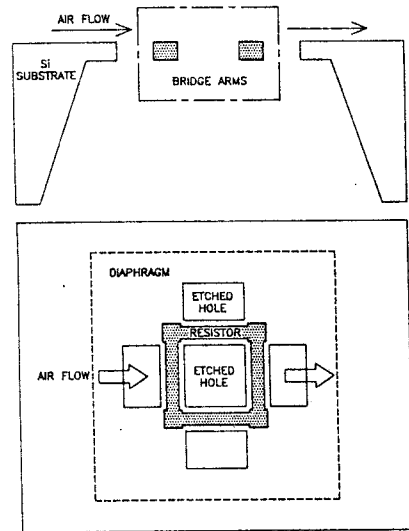 AIR FLOW
Si
SUBSTRATE
BRIDGE ARMS
DIAPHRAGM
ETCHED
HOLE
RESISTOR
AIR FLOW
ETCHED
HOLE